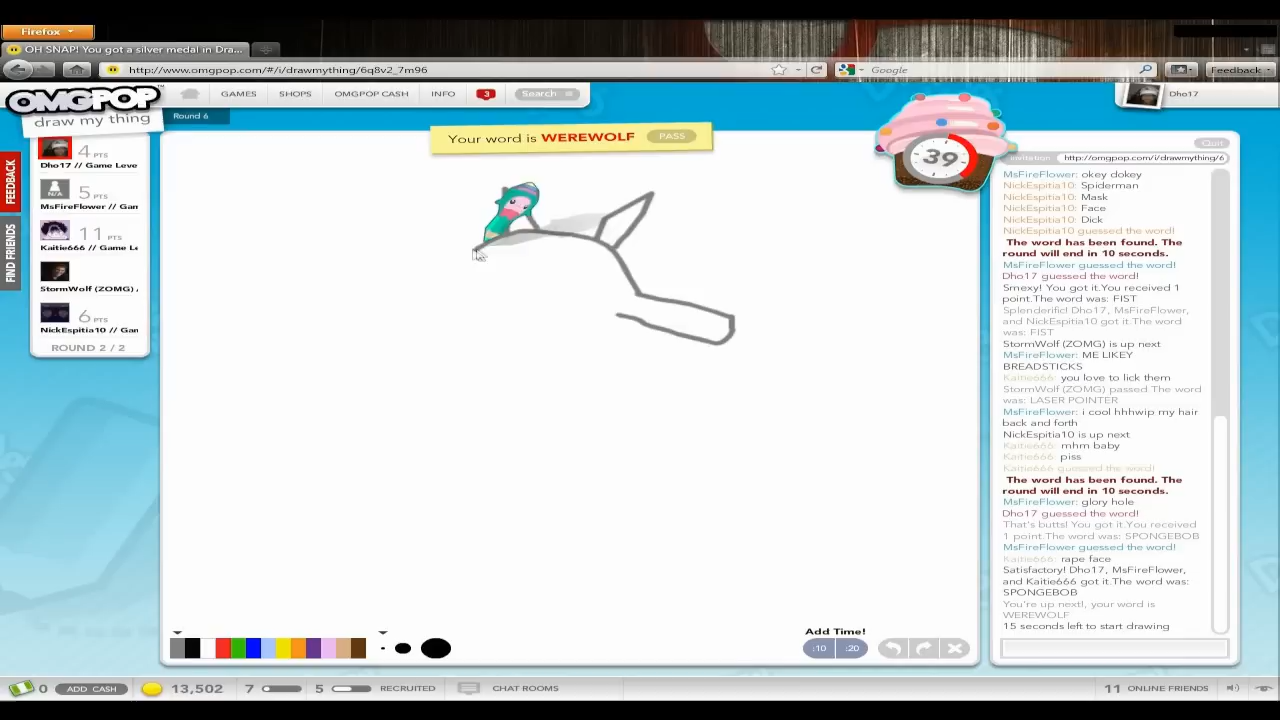 Firefox
OH SNAP! You got a silver medal in Dra...
http://www.omgpop.com/#/i/drawmything/6q8v2_7m96
Google
Feedback
OMGPOP
GAMES SHOPS OMGPOP CASH INFO 3 Search
Dho17
draw my thing
Round 6
Your word is WEREWOLF PASS
39
Quit
invitation http://omgpop.com/i/drawmything/6
FEEDBACK
FIND FRIENDS
4 PTS
Dho17 // Game Leve
N/A
5 PTS
MsFireFlower // Gam
11 PTS
Kaitie666 // Game Le
StormWolf (ZOMG)
6 PTS
NickEspitia10 // Gan
ROUND 2 / 2
MsFireFlower: okey dokey
NickEspitia10: Spiderman
NickEspitia10: Mask
NickEspitia10: Face
NickEspitia10: Dick
NickEspitia10 guessed the word!
The word has been found. The
round will end in 10 seconds.
MsFireFlower guessed the word!
Dho17 guessed the word!
Smexy! You got it.You received 1
point.The word was: FIST
Splenderific! Dho17, MsFireFlower,
and NickEspitia10 got it.The word
was: FIST
StormWolf (ZOMG) is up next
MsFireFlower: ME LIKEY
BREADSTICKS
Kaitie666: you love to lick them
StormWolf (ZOMG) passed.The word
was: LASER POINTER
MsFireFlower: i cool hhhwip my hair
back and forth
NickEspitia10 is up next
Kaitie666: mhm baby
Kaitie666: piss
Kaitie666 guessed the word!
The word has been found. The
round will end in 10 seconds.
MsFireFlower: glory hole
Dho17 guessed the word!
That's butts! You got it.You received
1 point.The word was: SPONGEBOB
MsFireFlower guessed the word!
Kaitie666: rape face
Satisfactory! Dho17, MsFireFlower,
and Kaitie666 got it.The word was:
SPONGEBOB
You're up next!, your word is
WEREWOLF
15 seconds left to start drawing
Add Time!
:10 :20
0 ADD CASH 13,502 7 5 RECRUITED CHAT ROOMS 11 ONLINE FRIENDS